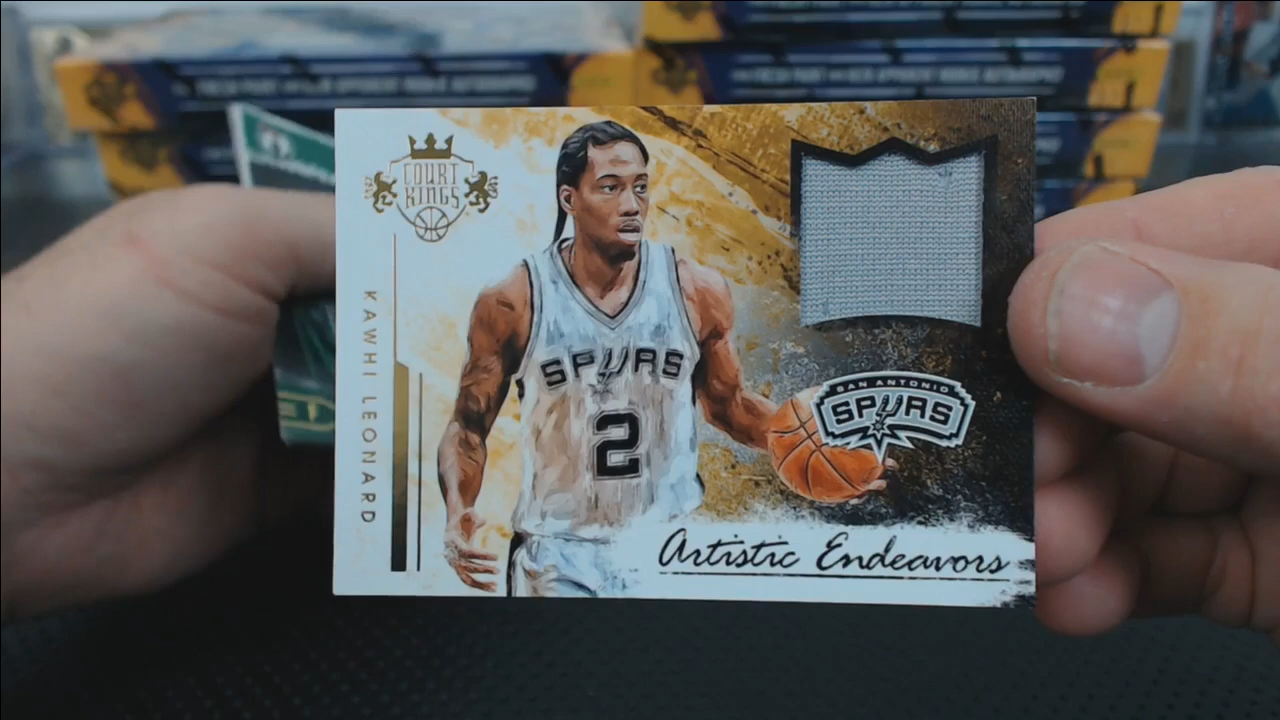 COURT
KINGS
KAWHI LEONARD
SPURS
2
SAN ANTONIO
SPURS
Artistic Endeavors